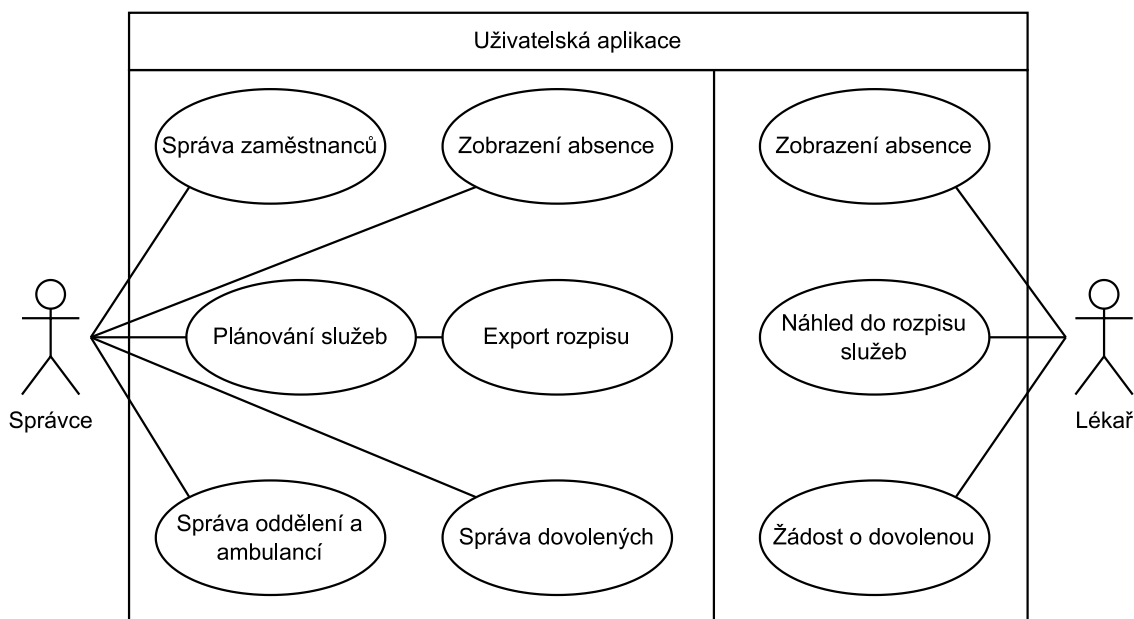 Uživatelská aplikace
Správa zaměstnanců
Zobrazení absence
Zobrazení absence
Plánování služeb
Export rozpisu
Náhled do rozpisu
služeb
Správce
Lékař
Správa oddělení a
ambulancí
Správa dovolených
Žádost o dovolenou